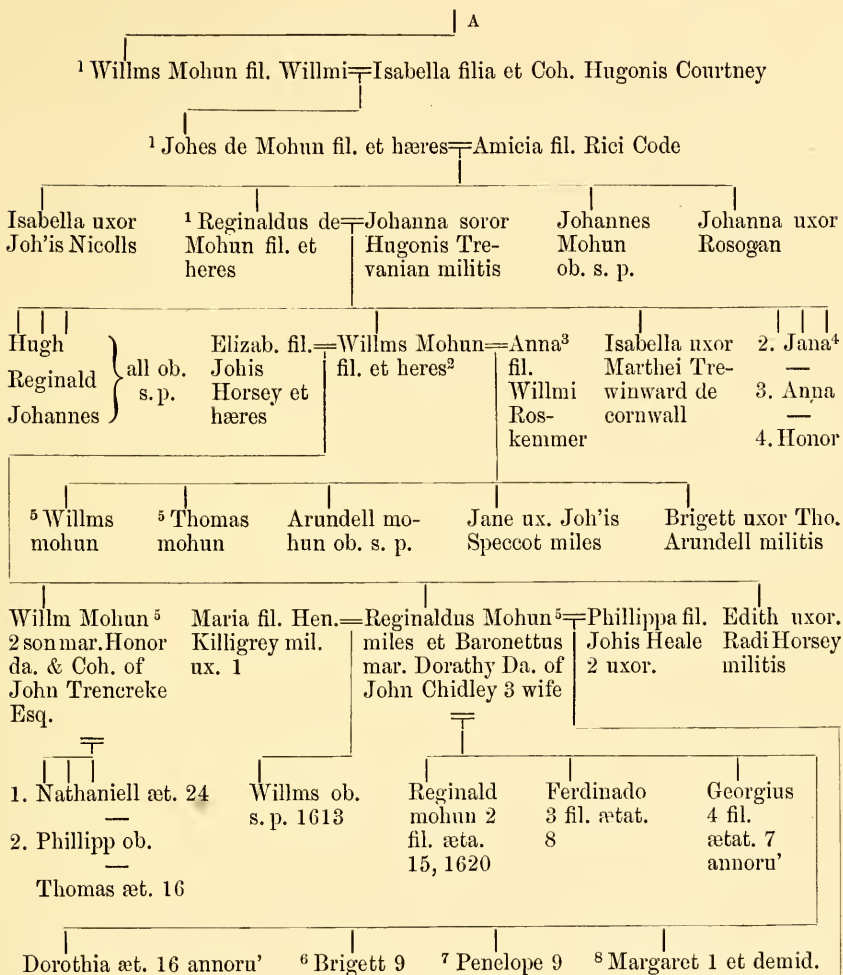 A
¹ Willms Mohun fil. Willmi=Isabella filia et Coh. Hugonis Courtney
¹ Johes de Mohun fil. et hæres=Amicia fil. Rici Code
Isabella uxor
Joh'is Nicolls
¹ Reginaldus de=Johanna soror
Mohun fil. et
heres
Hugonis Tre-
vanian militis
Johannes
Mohun
ob. s. p.
Johanna uxor
Rosogan
Hugh
Reginald
Johannes
all ob.
s. p.
Elizab. fil.=Willms Mohun=Anna³
Johis
Horsey et
hæres
fil. et heres²
fil.
Willmi
Ros-
kemmer
Isabella uxor
Marthei Tre-
winward de
cornwall
2. Jana⁴
—
3. Anna
—
4. Honor
⁵ Willms
mohun
⁵ Thomas
mohun
Arundell mo-
hun ob. s. p.
Jane ux. Joh'is
Speccot miles
Brigett uxor Tho.
Arundell militis
Willm Mohun⁵
2 son mar. Honor
da. & Coh. of
John Trencreke
Esq.
Maria fil. Hen.=Reginaldus Mohun⁵=Phillippa fil.
Killigrey mil.
ux. 1
miles et Baronettus
mar. Dorathy Da. of
John Chidley 3 wife
Johis Heale
2 uxor.
Edith uxor.
Radi Horsey
militis
1. Nathaniell æt. 24
—
2. Phillipp ob.
—
Thomas æt. 16
Willms ob.
s. p. 1613
Reginald
mohun 2
fil. æta.
15, 1620
Ferdinado
3 fil. ætat.
8
Georgius
4 fil.
ætat. 7
annoru'
Dorothia æt. 16 annoru'
⁶ Brigett 9
⁷ Penelope 9
⁸ Margaret 1 et demid.